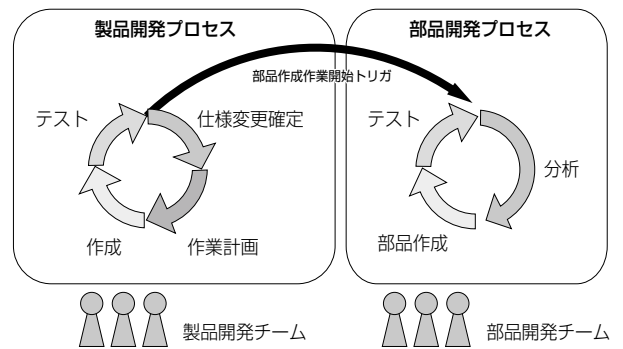 製品開発プロセス
部品開発プロセス
部品作成作業開始トリガ
テスト
仕様変更確定
作成
作業計画
テスト
分析
部品作成
製品開発チーム
部品開発チーム